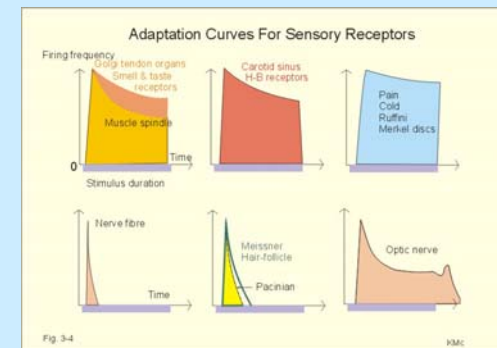 Adaptation Curves For Sensory Receptors
Firing frequency
Golgi tendon organs
Smell & taste
receptors
Muscle spindle
0
Time
Stimulus duration
Carotid sinus
H-B receptors
Pain
Cold
Ruffini
Merkel discs
Nerve fibre
Time
Meissner
Hair-follicle
Pacinian
Optic nerve
Fig. 3-4
KMc